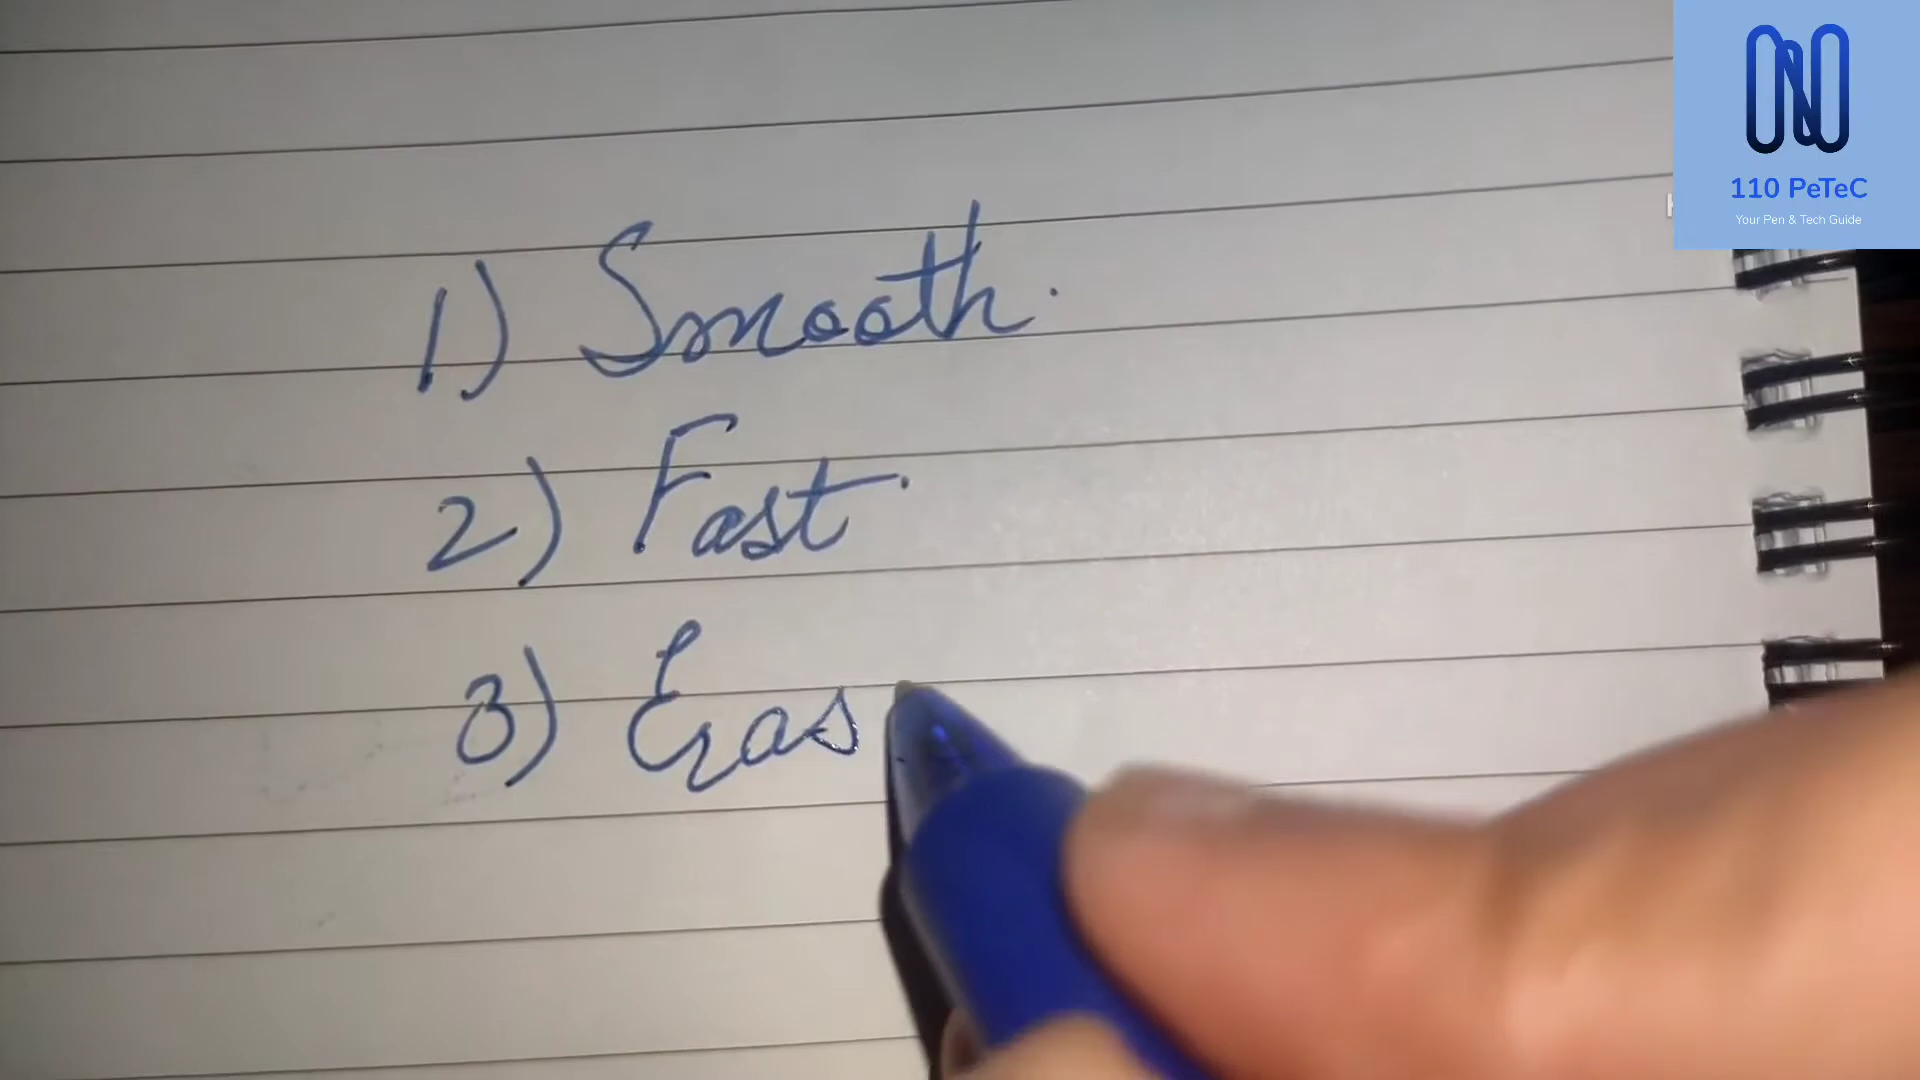 110 PeTeC
Your Pen & Tech Guide
1) Smooth.
2) Fast.
3) Eras